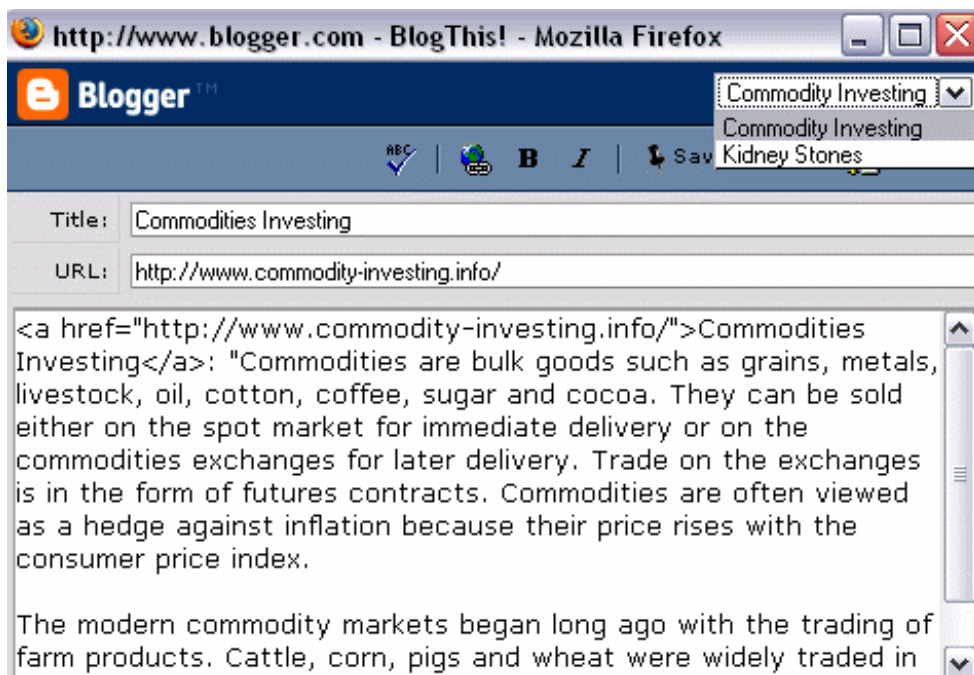 http://www.blogger.com - BlogThis! - Mozilla Firefox
Blogger™
Commodity Investing
Commodity Investing
Kidney Stones
ABC | B I |
Title: Commodities Investing
URL: http://www.commodity-investing.info/
<a href="http://www.commodity-investing.info/">Commodities
Investing</a>: "Commodities are bulk goods such as grains, metals,
livestock, oil, cotton, coffee, sugar and cocoa. They can be sold
either on the spot market for immediate delivery or on the
commodities exchanges for later delivery. Trade on the exchanges
is in the form of futures contracts. Commodities are often viewed
as a hedge against inflation because their price rises with the
consumer price index.
The modern commodity markets began long ago with the trading of
farm products. Cattle, corn, pigs and wheat were widely traded in